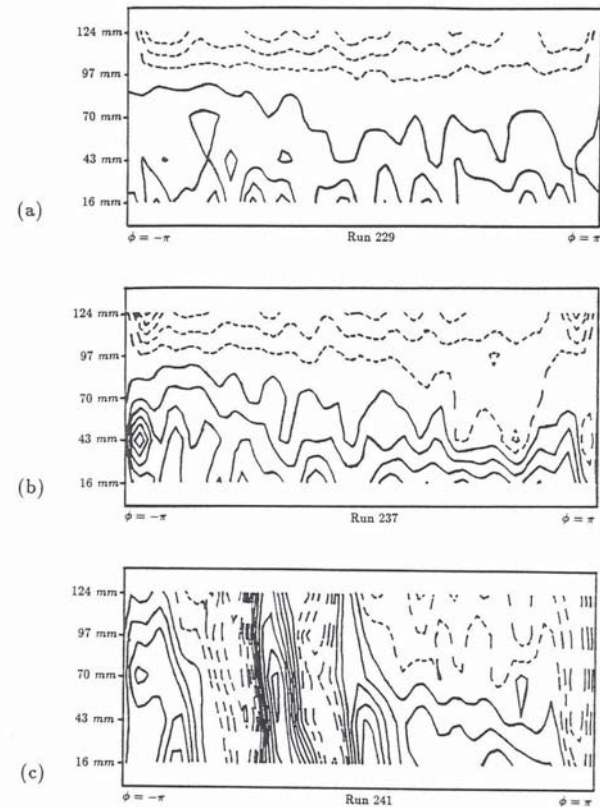 124 mm
97 mm
70 mm
43 mm
16 mm
(a)
ϕ = −π Run 229 ϕ = π
124 mm
97 mm
70 mm
43 mm
16 mm
(b)
ϕ = −π Run 237 ϕ = π
124 mm
97 mm
70 mm
43 mm
16 mm
(c)
ϕ = −π Run 241 ϕ = π